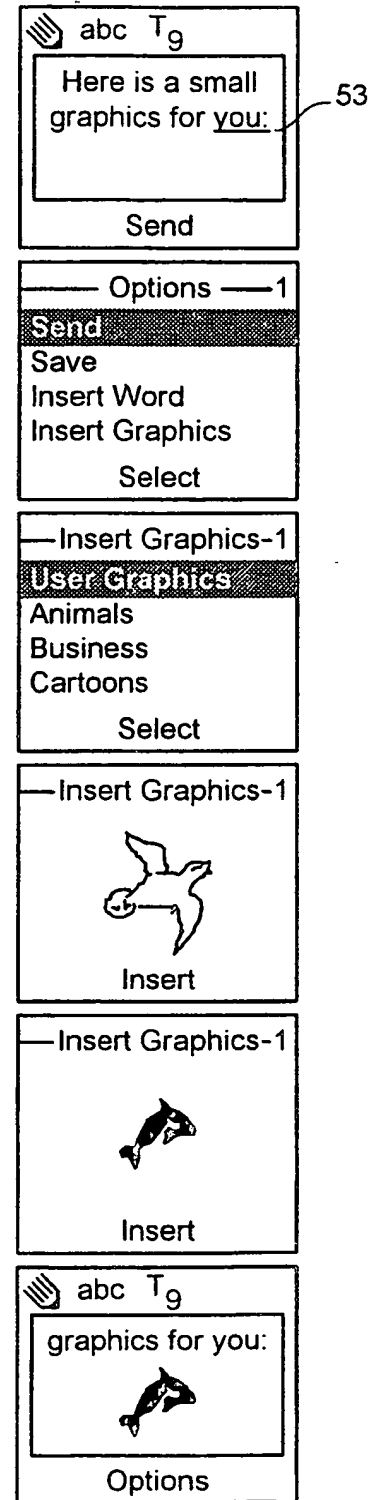 abc T9
Here is a small
graphics for you:
53
Send
Options 1
Send
Save
Insert Word
Insert Graphics
Select
Insert Graphics-1
User Graphics
Animals
Business
Cartoons
Select
Insert Graphics-1
Insert
Insert Graphics-1
Insert
abc T9
graphics for you:
Options